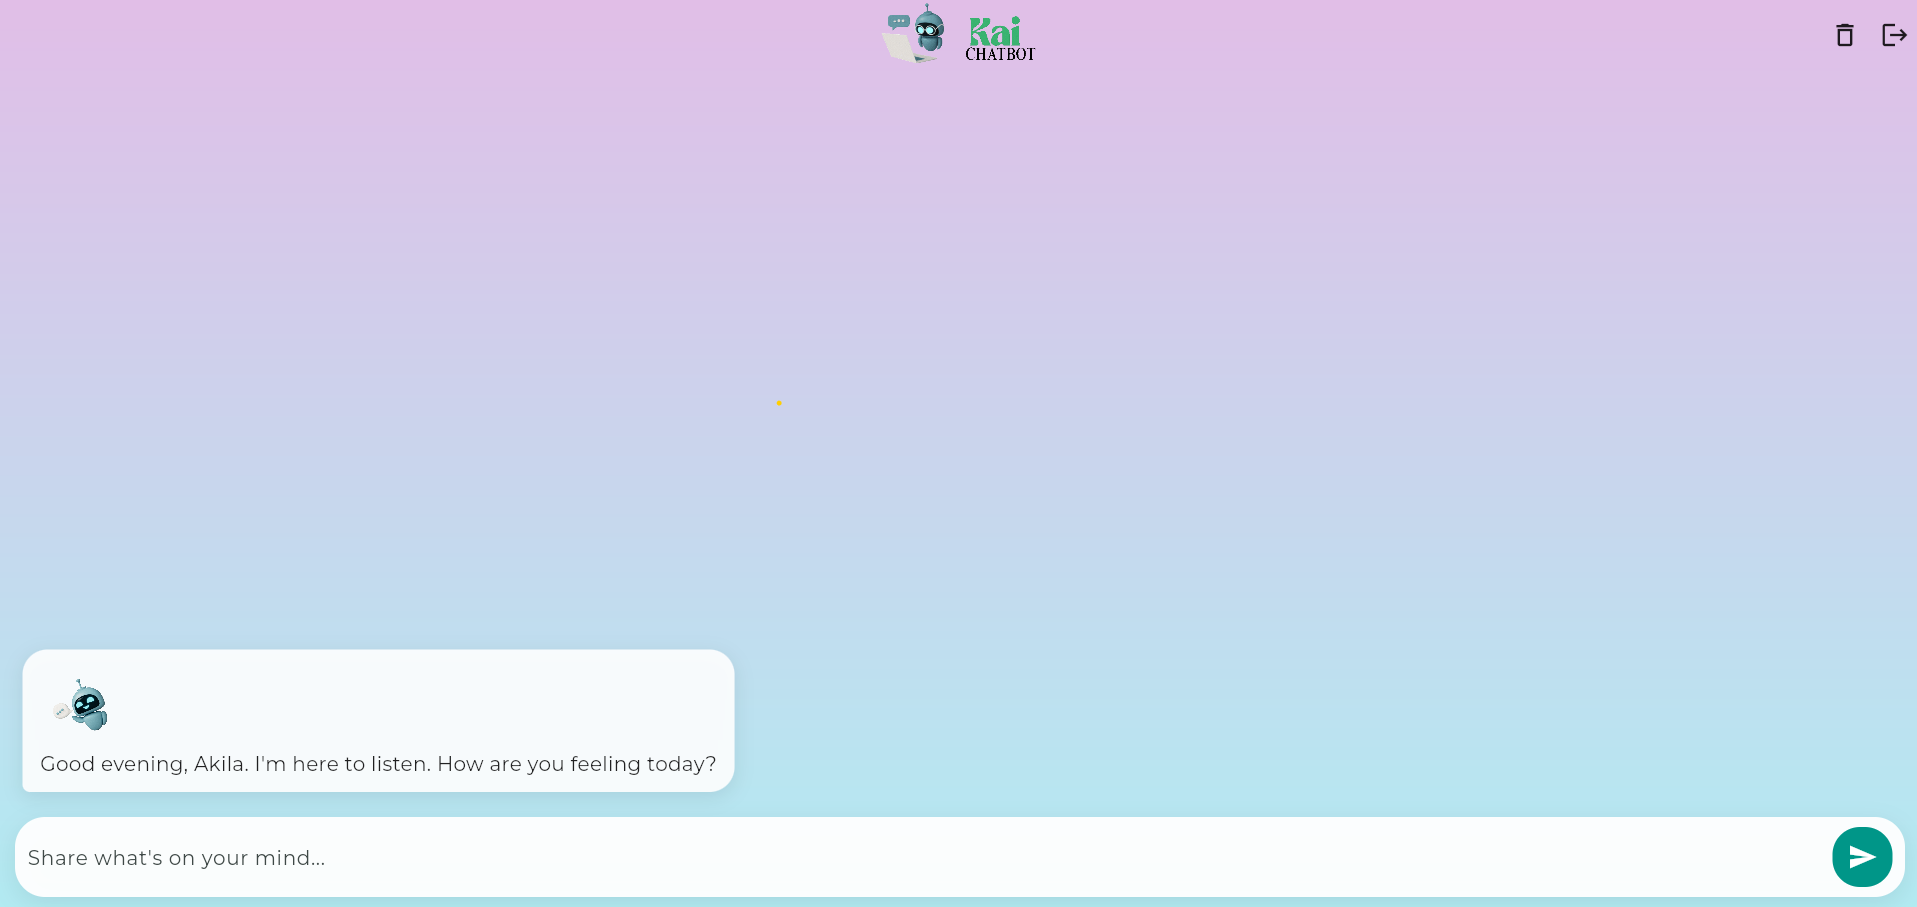 Kai
CHATBOT
Good evening, Akila. I'm here to listen. How are you feeling today?
Share what's on your mind...